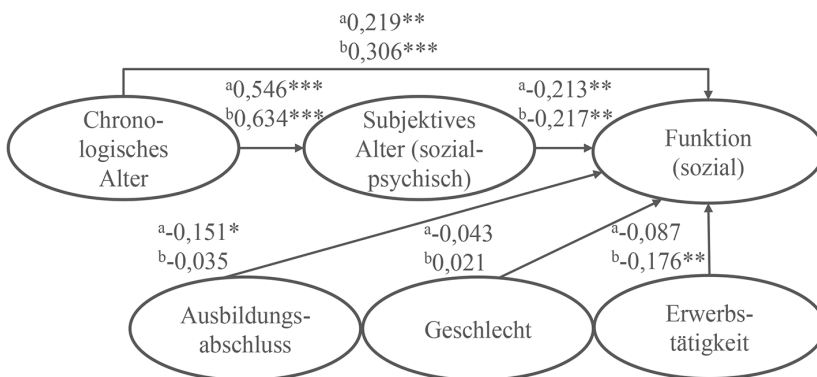 ᵃ0,219**
ᵇ0,306***
ᵃ0,546***
ᵇ0,634***
ᵃ-0,213**
ᵇ-0,217**
Chrono-
logisches
Alter
Subjektives
Alter (sozial-
psychisch)
Funktion
(sozial)
ᵃ-0,151*
ᵇ-0,035
ᵃ-0,043
ᵇ0,021
ᵃ-0,087
ᵇ-0,176**
Ausbildungs-
abschluss
Geschlecht
Erwerbs-
tätigkeit